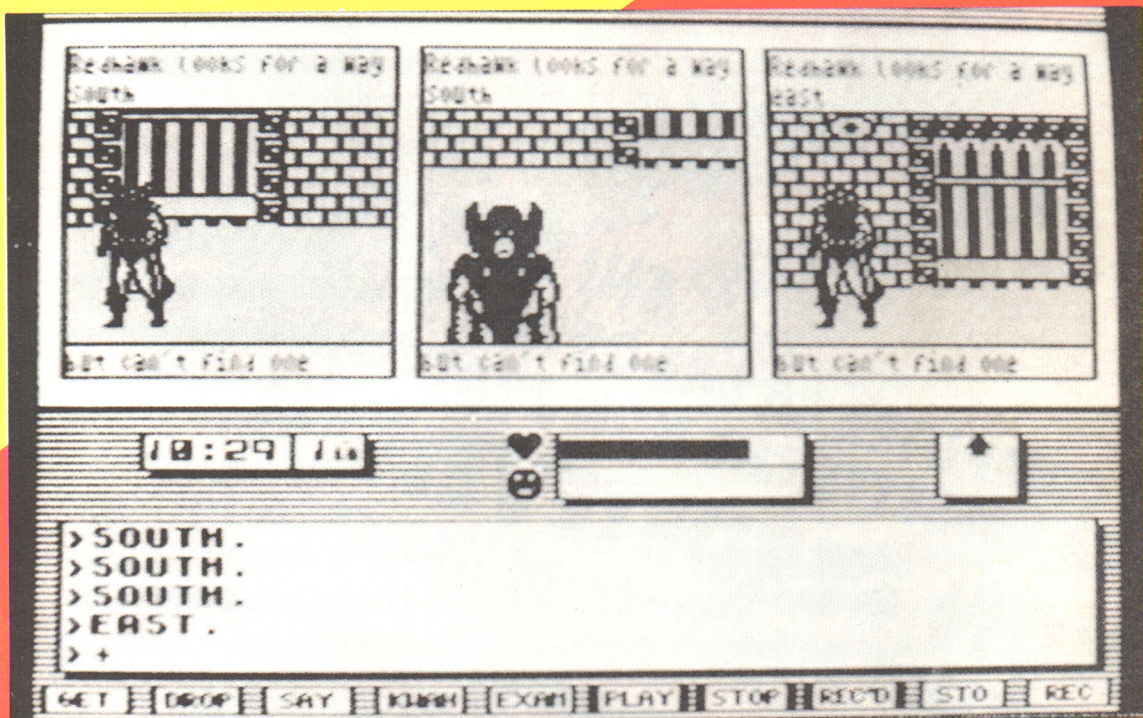 Redhawk looks for a way
south
but can't find one
Redhawk looks for a way
south
but can't find one
Redhawk looks for a way
east
but can't find one
10:29
>SOUTH.
>SOUTH.
>SOUTH.
>EAST.
>+
GET DROP SAY KWAH EXAM PLAY STOP REC'D STO REC